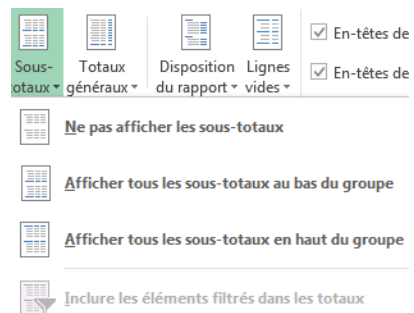 Sous- Totaux Disposition Lignes En-têtes de
otaux généraux du rapport vides En-têtes de
Ne pas afficher les sous-totaux
Afficher tous les sous-totaux au bas du groupe
Afficher tous les sous-totaux en haut du groupe
Inclure les éléments filtrés dans les totaux